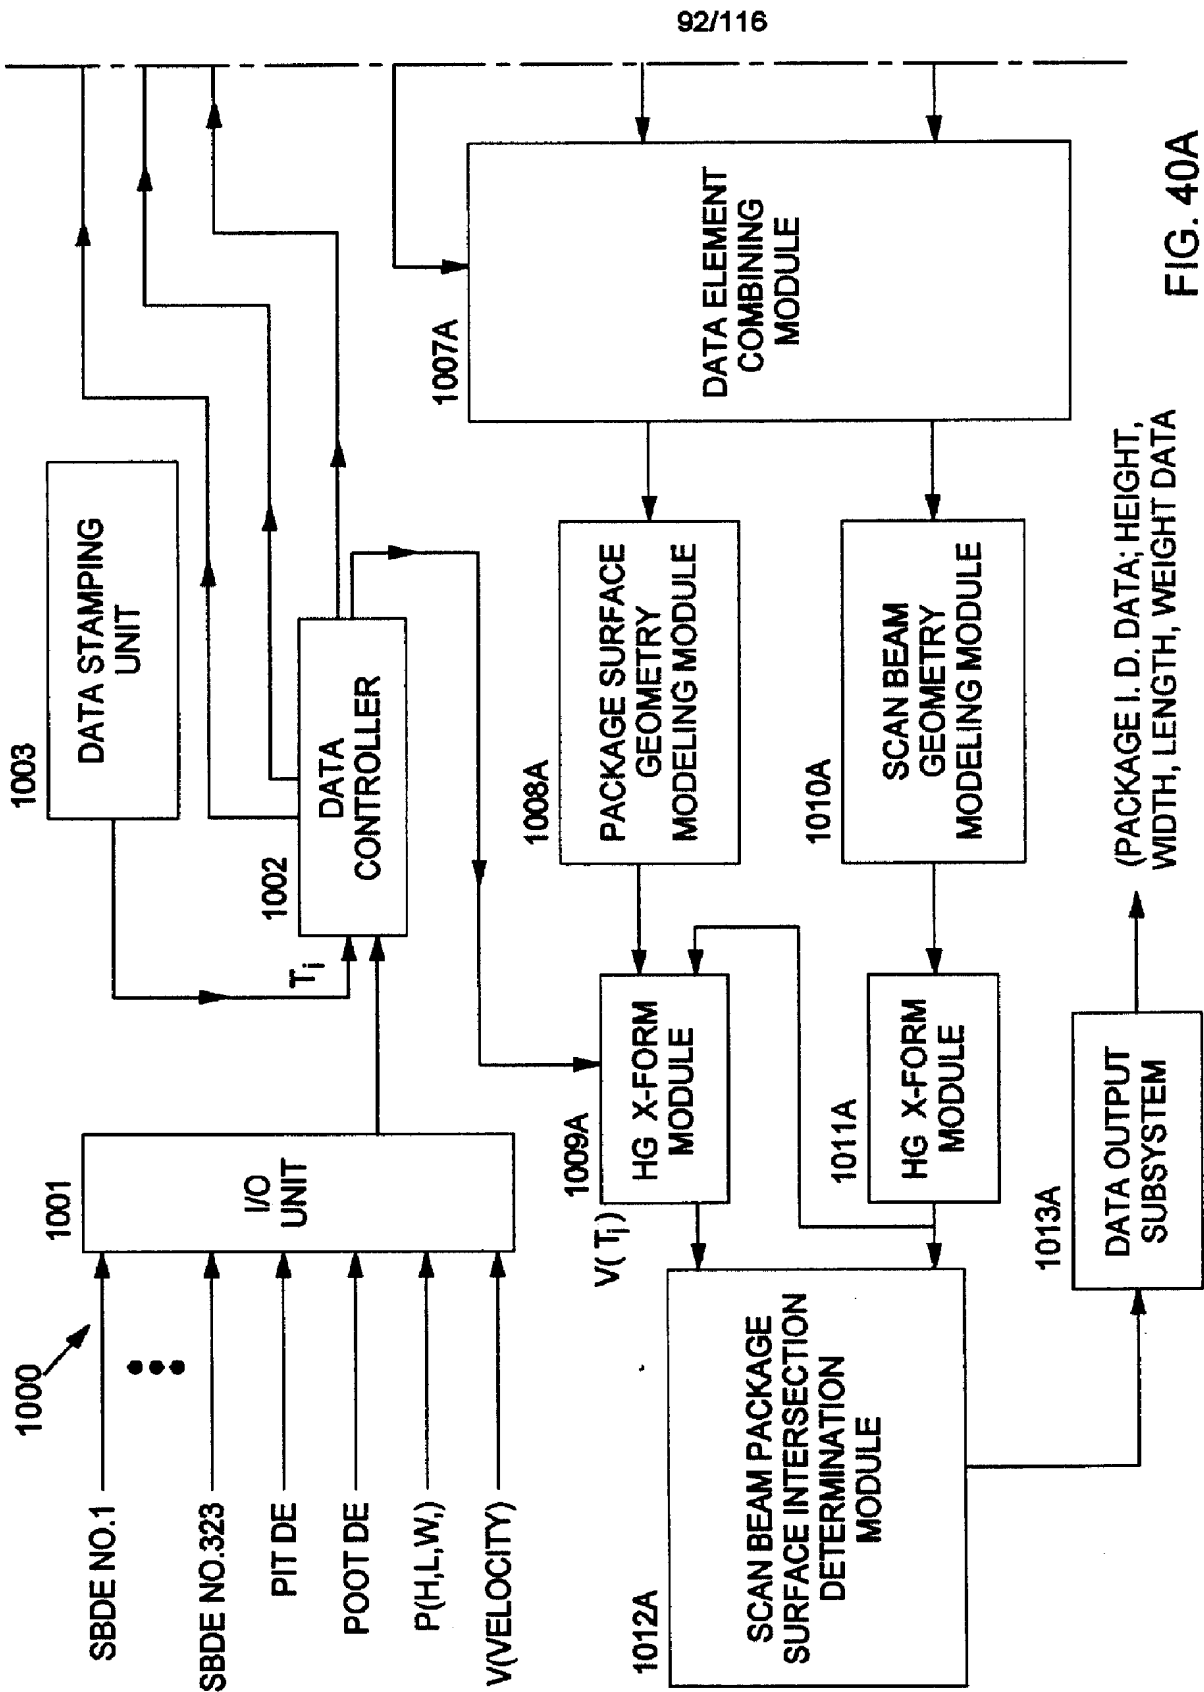 92/116
1000
SBDE NO.1
SBDE NO.323
PIT DE
POOT DE
P(H,L,W,)
V(VELOCITY)
1001
I/O
UNIT
1003
DATA STAMPING
UNIT
Ti
1002
DATA
CONTROLLER
1007A
DATA ELEMENT
COMBINING
MODULE
1008A
PACKAGE SURFACE
GEOMETRY
MODELING MODULE
1010A
SCAN BEAM
GEOMETRY
MODELING MODULE
1009A
HG X-FORM
MODULE
V( Ti )
1011A
HG X-FORM
MODULE
1012A
SCAN BEAM PACKAGE
SURFACE INTERSECTION
DETERMINATION
MODULE
1013A
DATA OUTPUT
SUBSYSTEM
(PACKAGE I. D. DATA; HEIGHT,
WIDTH, LENGTH, WEIGHT DATA
FIG. 40A